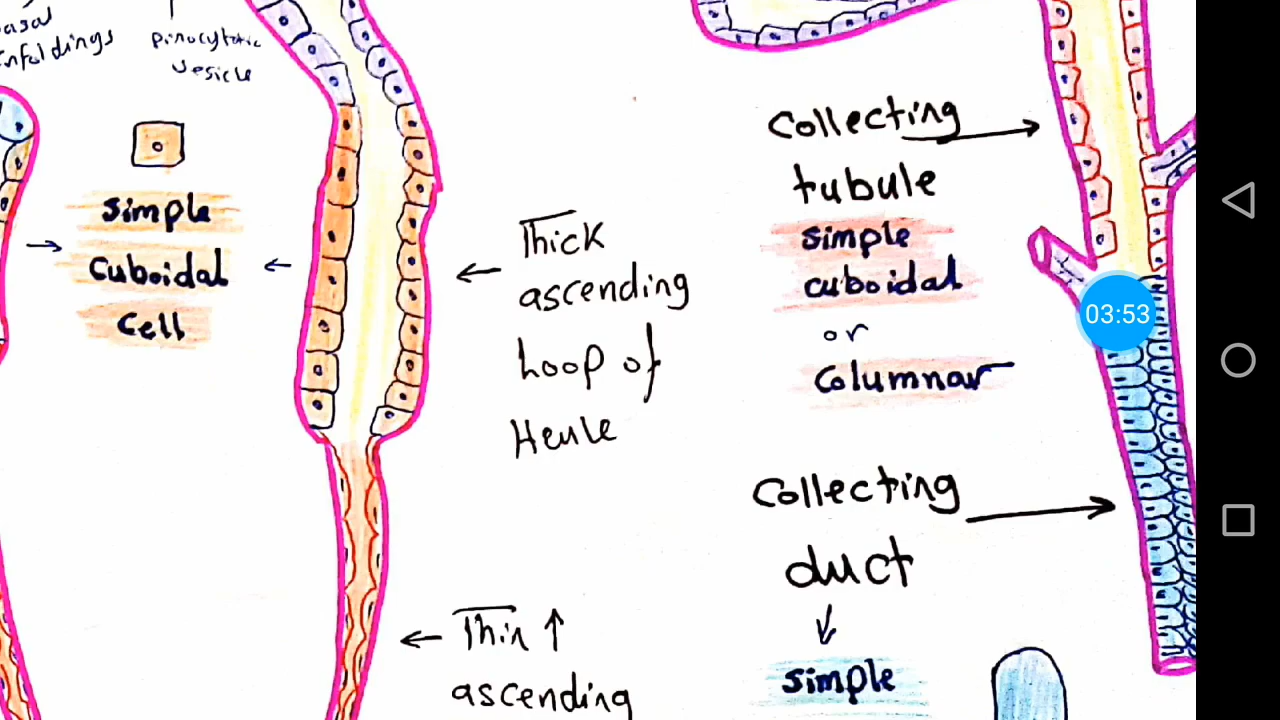 Pinocytotic
vesicle
infoldings
simple
cuboidal
cell
Thick
ascending
Loop of
Henle
Thin ↑
ascending
Collecting
tubule
simple
cuboidal
or
Columnar
03:53
Collecting
duct
simple